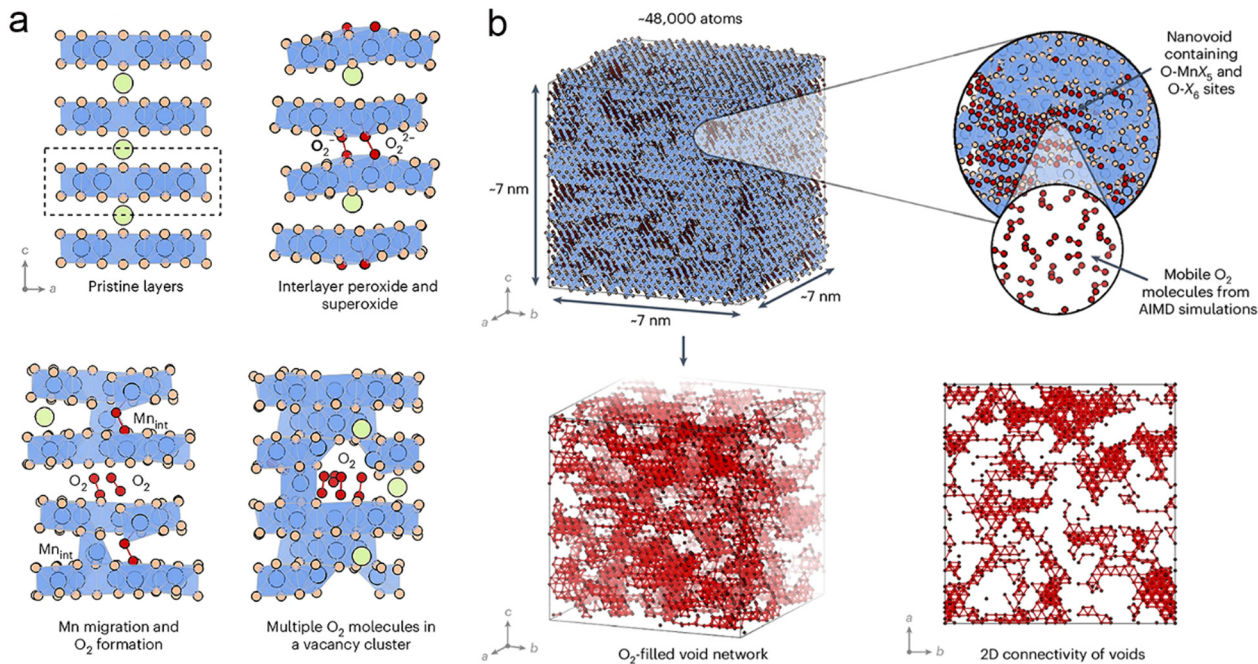 a
c
a
Pristine layers
O₂⁻
O₂²⁻
Interlayer peroxide and
superoxide
Mnint
O₂
O₂
Mnint
Mn migration and
O₂ formation
O₂
Multiple O₂ molecules in
a vacancy cluster
b
~48,000 atoms
~7 nm
~7 nm
~7 nm
c
a
b
Nanovoid
containing
O-MnX₅ and
O-X₆ sites
Mobile O₂
molecules from
AIMD simulations
c
a
b
O₂-filled void network
a
b
2D connectivity of voids